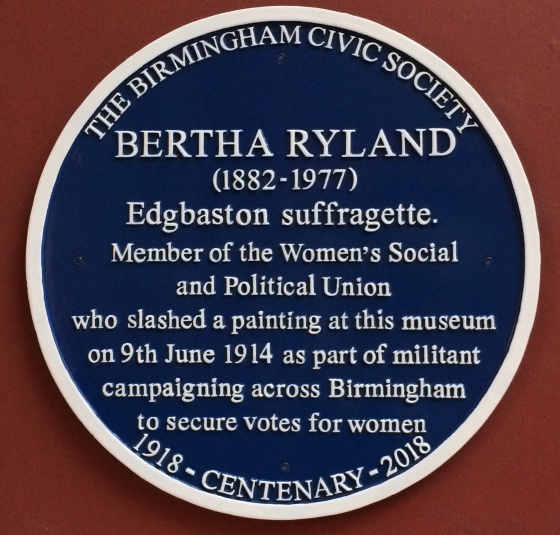 THE BIRMINGHAM CIVIC SOCIETY
BERTHA RYLAND
(1882-1977)
Edgbaston suffragette.
Member of the Women's Social
and Political Union
who slashed a painting at this museum
on 9th June 1914 as part of militant
campaigning across Birmingham
to secure votes for women
1918 - CENTENARY - 2018